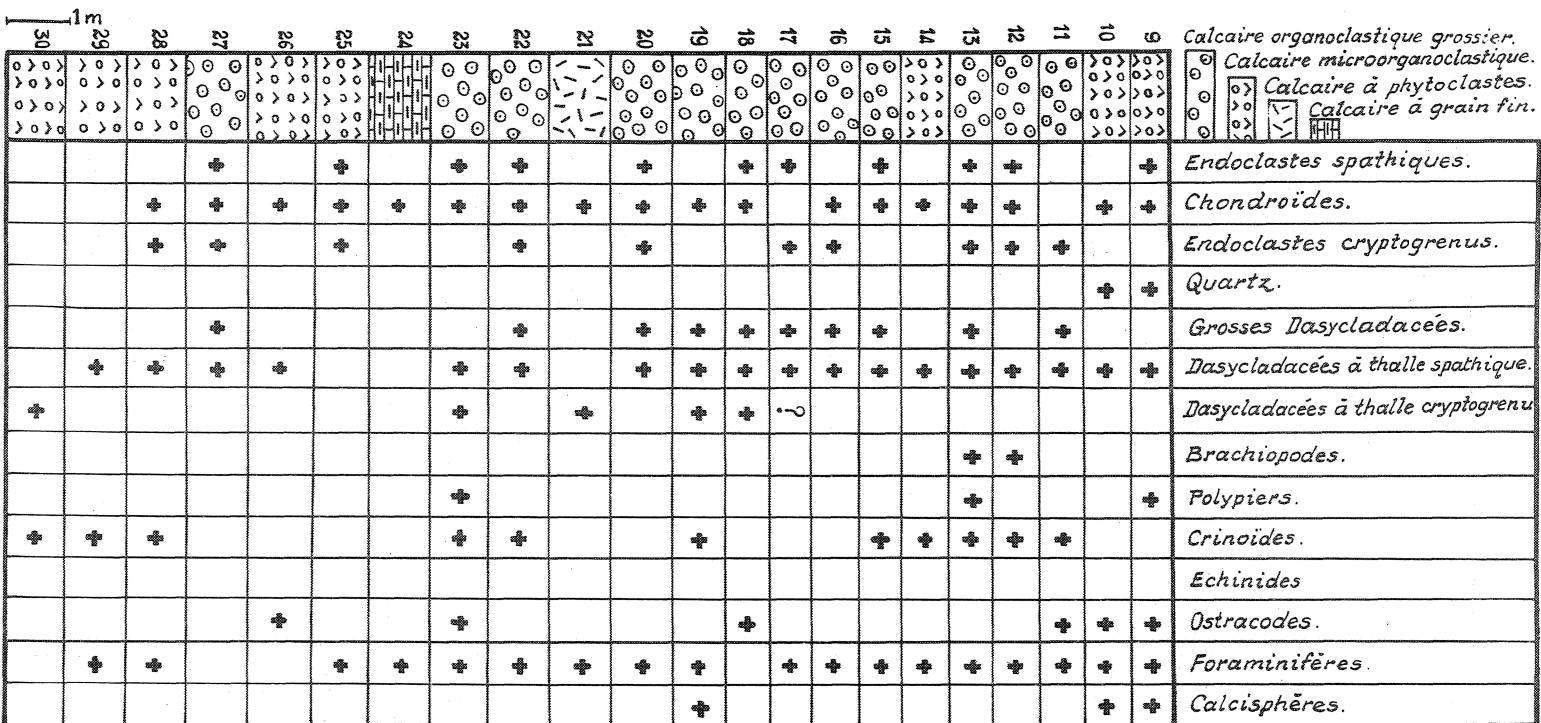 1m
30 29 28 27 26 25 24 23 22 21 20 19 18 17 16 15 14 13 12 11 10 9
Calcaire organoclastique grossier.
Calcaire microorganoclastique.
Calcaire à phytoclastes.
Calcaire à grain fin.
Endoclastes spathiques.
Chondroïdes.
Endoclastes cryptogrenus.
Quartz.
Grosses Dasycladacées.
Dasycladacées à thalle spathique.
Dasycladacées à thalle cryptogrenu
?
Brachiopodes.
Polypiers.
Crinoïdes.
Echinides
Ostracodes.
Foraminifères.
Calcisphères.